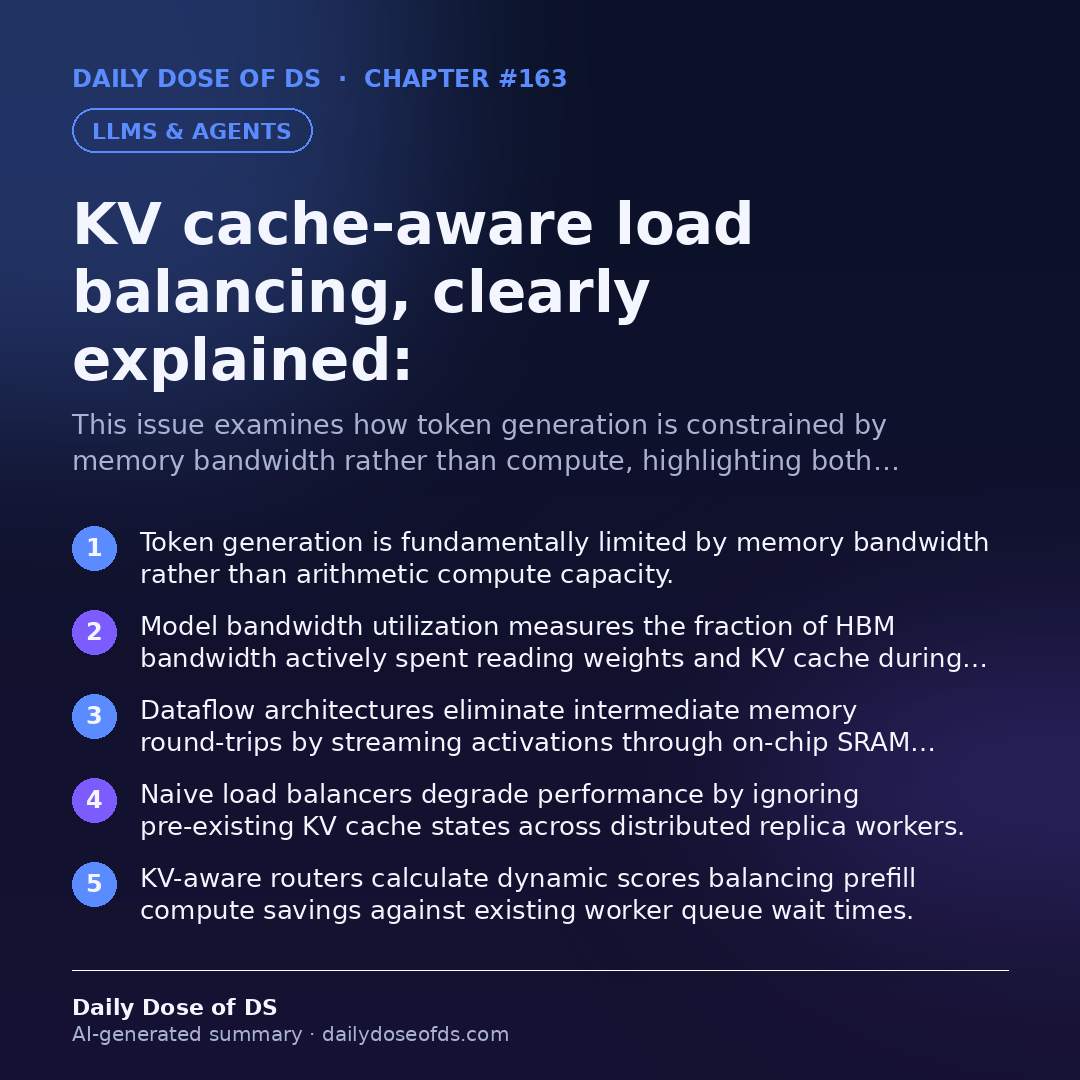 DAILY DOSE OF DS · CHAPTER #163
LLMS & AGENTS
KV cache-aware load
balancing, clearly
explained:
This issue examines how token generation is constrained by
memory bandwidth rather than compute, highlighting both…
1 Token generation is fundamentally limited by memory bandwidth
rather than arithmetic compute capacity.
2 Model bandwidth utilization measures the fraction of HBM
bandwidth actively spent reading weights and KV cache during…
3 Dataflow architectures eliminate intermediate memory
round-trips by streaming activations through on-chip SRAM…
4 Naive load balancers degrade performance by ignoring
pre-existing KV cache states across distributed replica workers.
5 KV-aware routers calculate dynamic scores balancing prefill
compute savings against existing worker queue wait times.
Daily Dose of DS
AI-generated summary · dailydoseofds.com